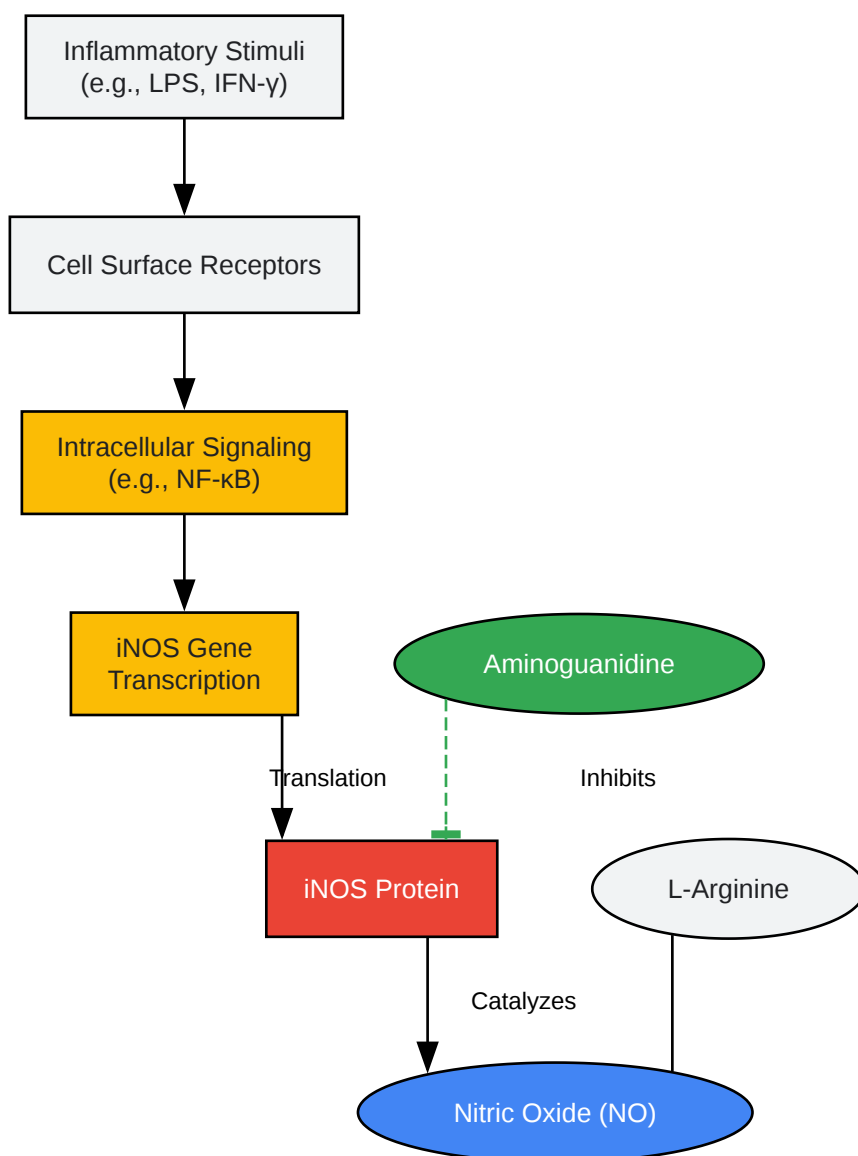 Inflammatory Stimuli
(e.g., LPS, IFN-γ)
Cell Surface Receptors
Intracellular Signaling
(e.g., NF-κB)
iNOS Gene
Transcription
Aminoguanidine
Translation
Inhibits
iNOS Protein
L-Arginine
Catalyzes
Nitric Oxide (NO)